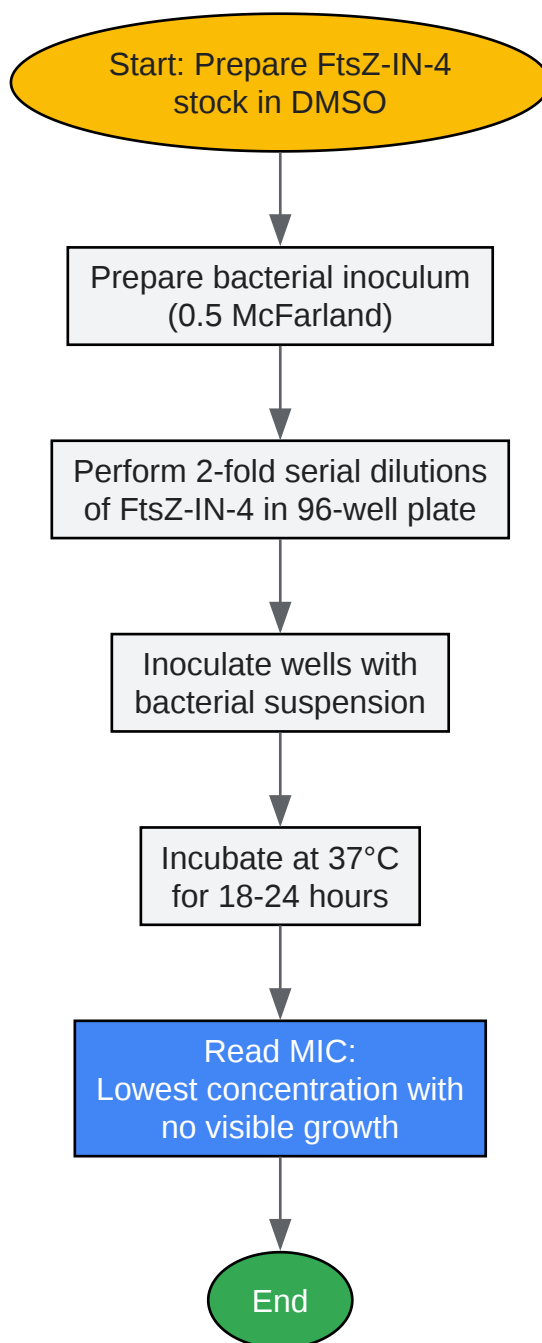 Start: Prepare FtsZ-IN-4
stock in DMSO
Prepare bacterial inoculum
(0.5 McFarland)
Perform 2-fold serial dilutions
of FtsZ-IN-4 in 96-well plate
Inoculate wells with
bacterial suspension
Incubate at 37°C
for 18-24 hours
Read MIC:
Lowest concentration with
no visible growth
End